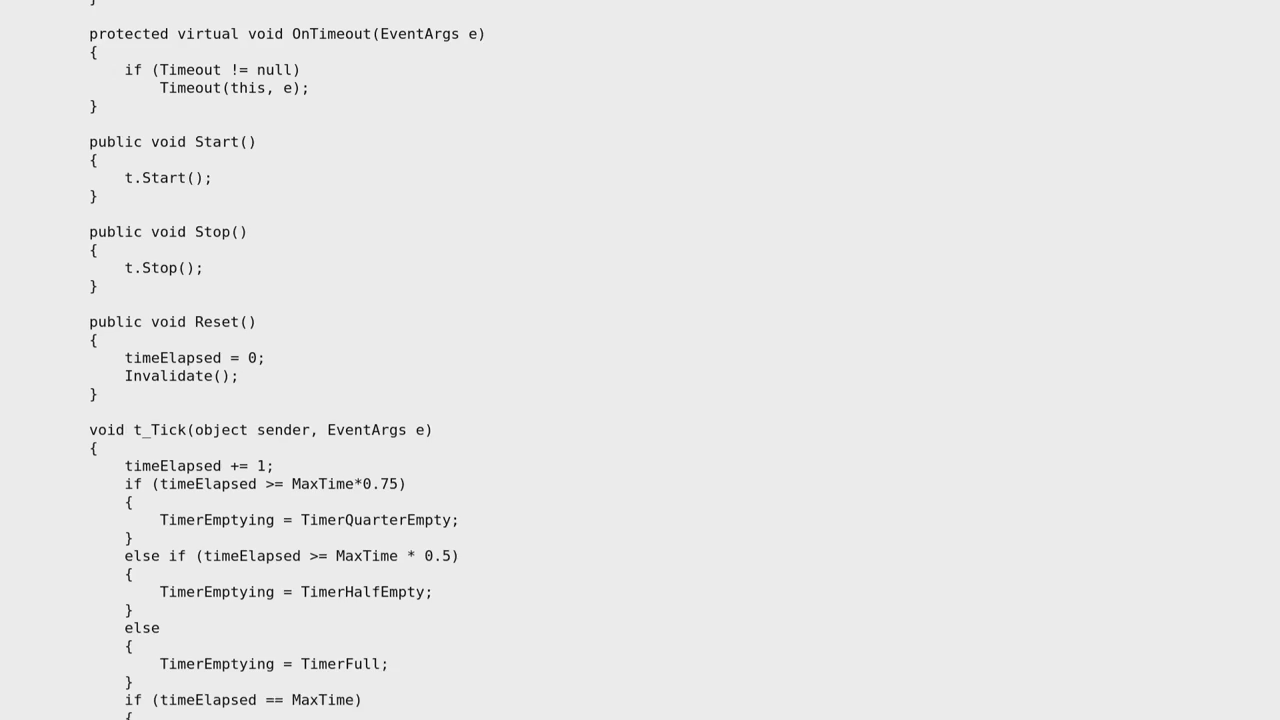 }
protected virtual void OnTimeout(EventArgs e)
{
if (Timeout != null)
Timeout(this, e);
}
public void Start()
{
t.Start();
}
public void Stop()
{
t.Stop();
}
public void Reset()
{
timeElapsed = 0;
Invalidate();
}
void t_Tick(object sender, EventArgs e)
{
timeElapsed += 1;
if (timeElapsed >= MaxTime*0.75)
{
TimerEmptying = TimerQuarterEmpty;
}
else if (timeElapsed >= MaxTime * 0.5)
{
TimerEmptying = TimerHalfEmpty;
}
else
{
TimerEmptying = TimerFull;
}
if (timeElapsed == MaxTime)
{